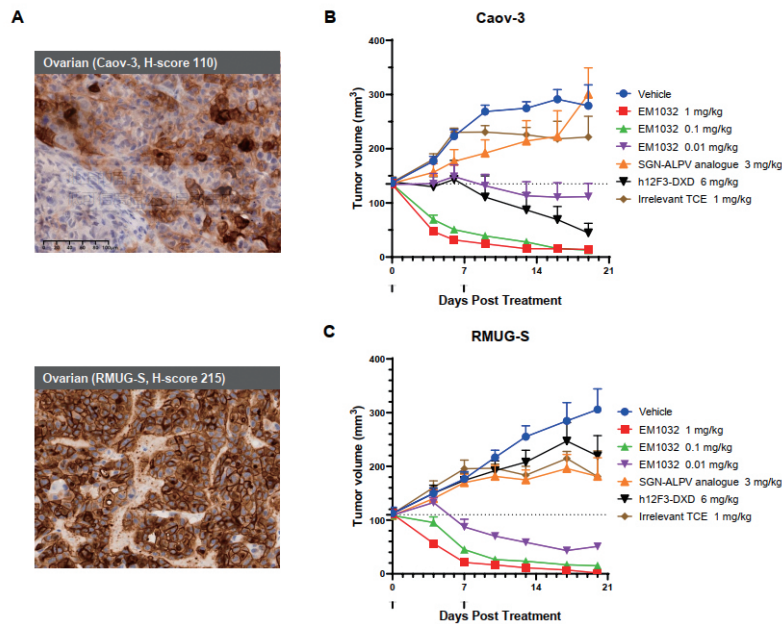 A
Ovarian (Caov-3, H-score 110)
B
Caov-3
Tumor volume (mm³)
400
300
200
100
0
0
7
14
21
Days Post Treatment
Vehicle
EM1032 1 mg/kg
EM1032 0.1 mg/kg
EM1032 0.01 mg/kg
SGN-ALPV analogue 3 mg/kg
h12F3-DXD 6 mg/kg
Irrelevant TCE 1 mg/kg
Ovarian (RMUG-S, H-score 215)
C
RMUG-S
Tumor volume (mm³)
400
300
200
100
0
0
7
14
21
Days Post Treatment
Vehicle
EM1032 1 mg/kg
EM1032 0.1 mg/kg
EM1032 0.01 mg/kg
SGN-ALPV analogue 3 mg/kg
h12F3-DXD 6 mg/kg
Irrelevant TCE 1 mg/kg